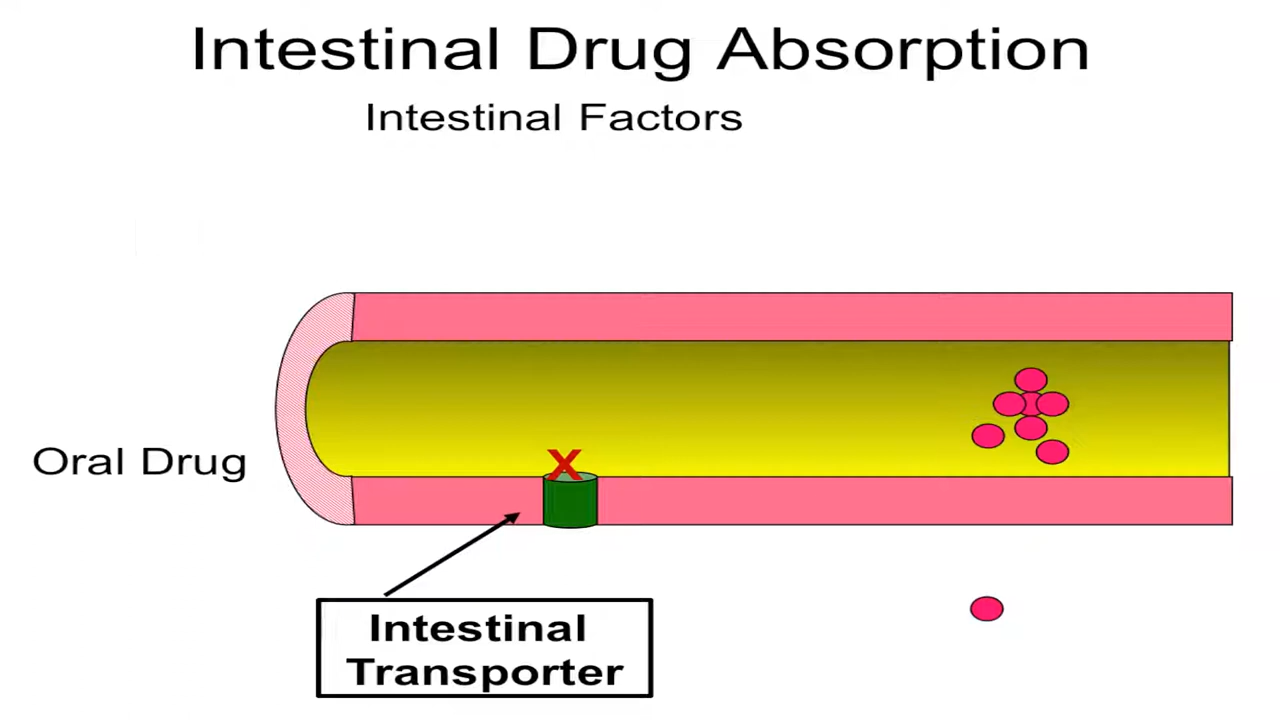 Intestinal Drug Absorption
Intestinal Factors
Oral Drug
X
Intestinal
Transporter